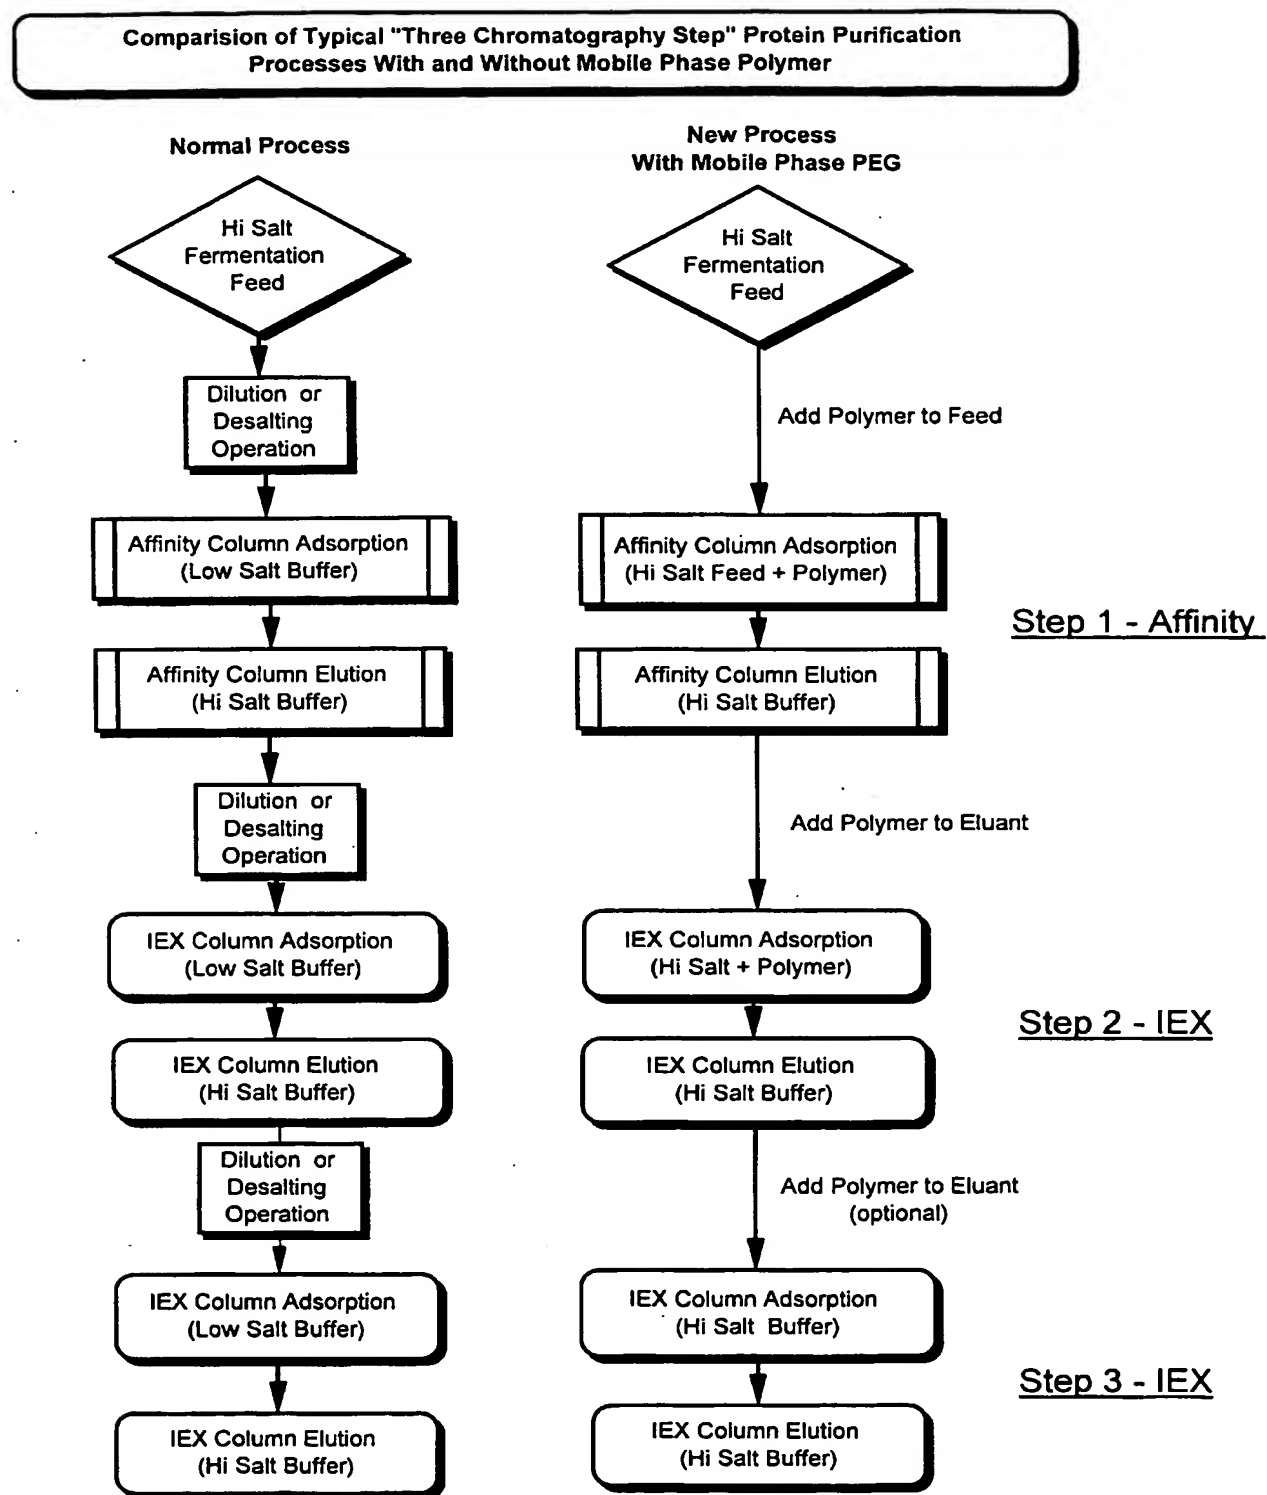 Comparision of Typical "Three Chromatography Step" Protein Purification
Processes With and Without Mobile Phase Polymer
Normal Process
Hi Salt
Fermentation
Feed
Dilution or
Desalting
Operation
Affinity Column Adsorption
(Low Salt Buffer)
Affinity Column Elution
(Hi Salt Buffer)
Dilution or
Desalting
Operation
IEX Column Adsorption
(Low Salt Buffer)
IEX Column Elution
(Hi Salt Buffer)
Dilution or
Desalting
Operation
IEX Column Adsorption
(Low Salt Buffer)
IEX Column Elution
(Hi Salt Buffer)
New Process
With Mobile Phase PEG
Hi Salt
Fermentation
Feed
Add Polymer to Feed
Affinity Column Adsorption
(Hi Salt Feed + Polymer)
Affinity Column Elution
(Hi Salt Buffer)
Add Polymer to Eluant
IEX Column Adsorption
(Hi Salt + Polymer)
IEX Column Elution
(Hi Salt Buffer)
Add Polymer to Eluant
(optional)
IEX Column Adsorption
(Hi Salt Buffer)
IEX Column Elution
(Hi Salt Buffer)
Step 1 - Affinity
Step 2 - IEX
Step 3 - IEX